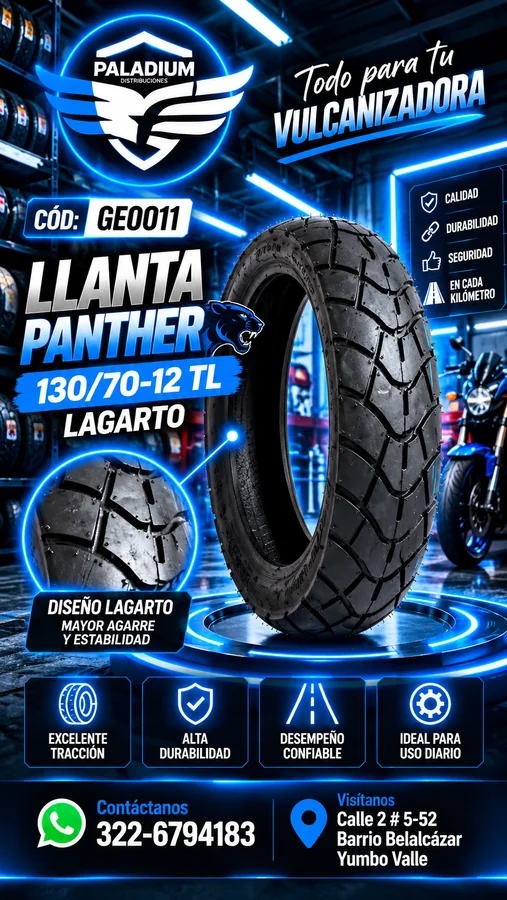 PALADIUM
DISTRIBUCIONES
Todo para tu
VULCANIZADORA
CALIDAD
DURABILIDAD
SEGURIDAD
EN CADA
KILÓMETRO
CÓD: GE0011
LLANTA
PANTHER
130/70-12 TL
LAGARTO
DISEÑO LAGARTO
MAYOR AGARRE
Y ESTABILIDAD
EXCELENTE
TRACCIÓN
ALTA
DURABILIDAD
DESEMPEÑO
CONFIABLE
IDEAL PARA
USO DIARIO
Contáctanos
322-6794183
Visítanos
Calle 2 # 5-52
Barrio Belalcázar
Yumbo Valle